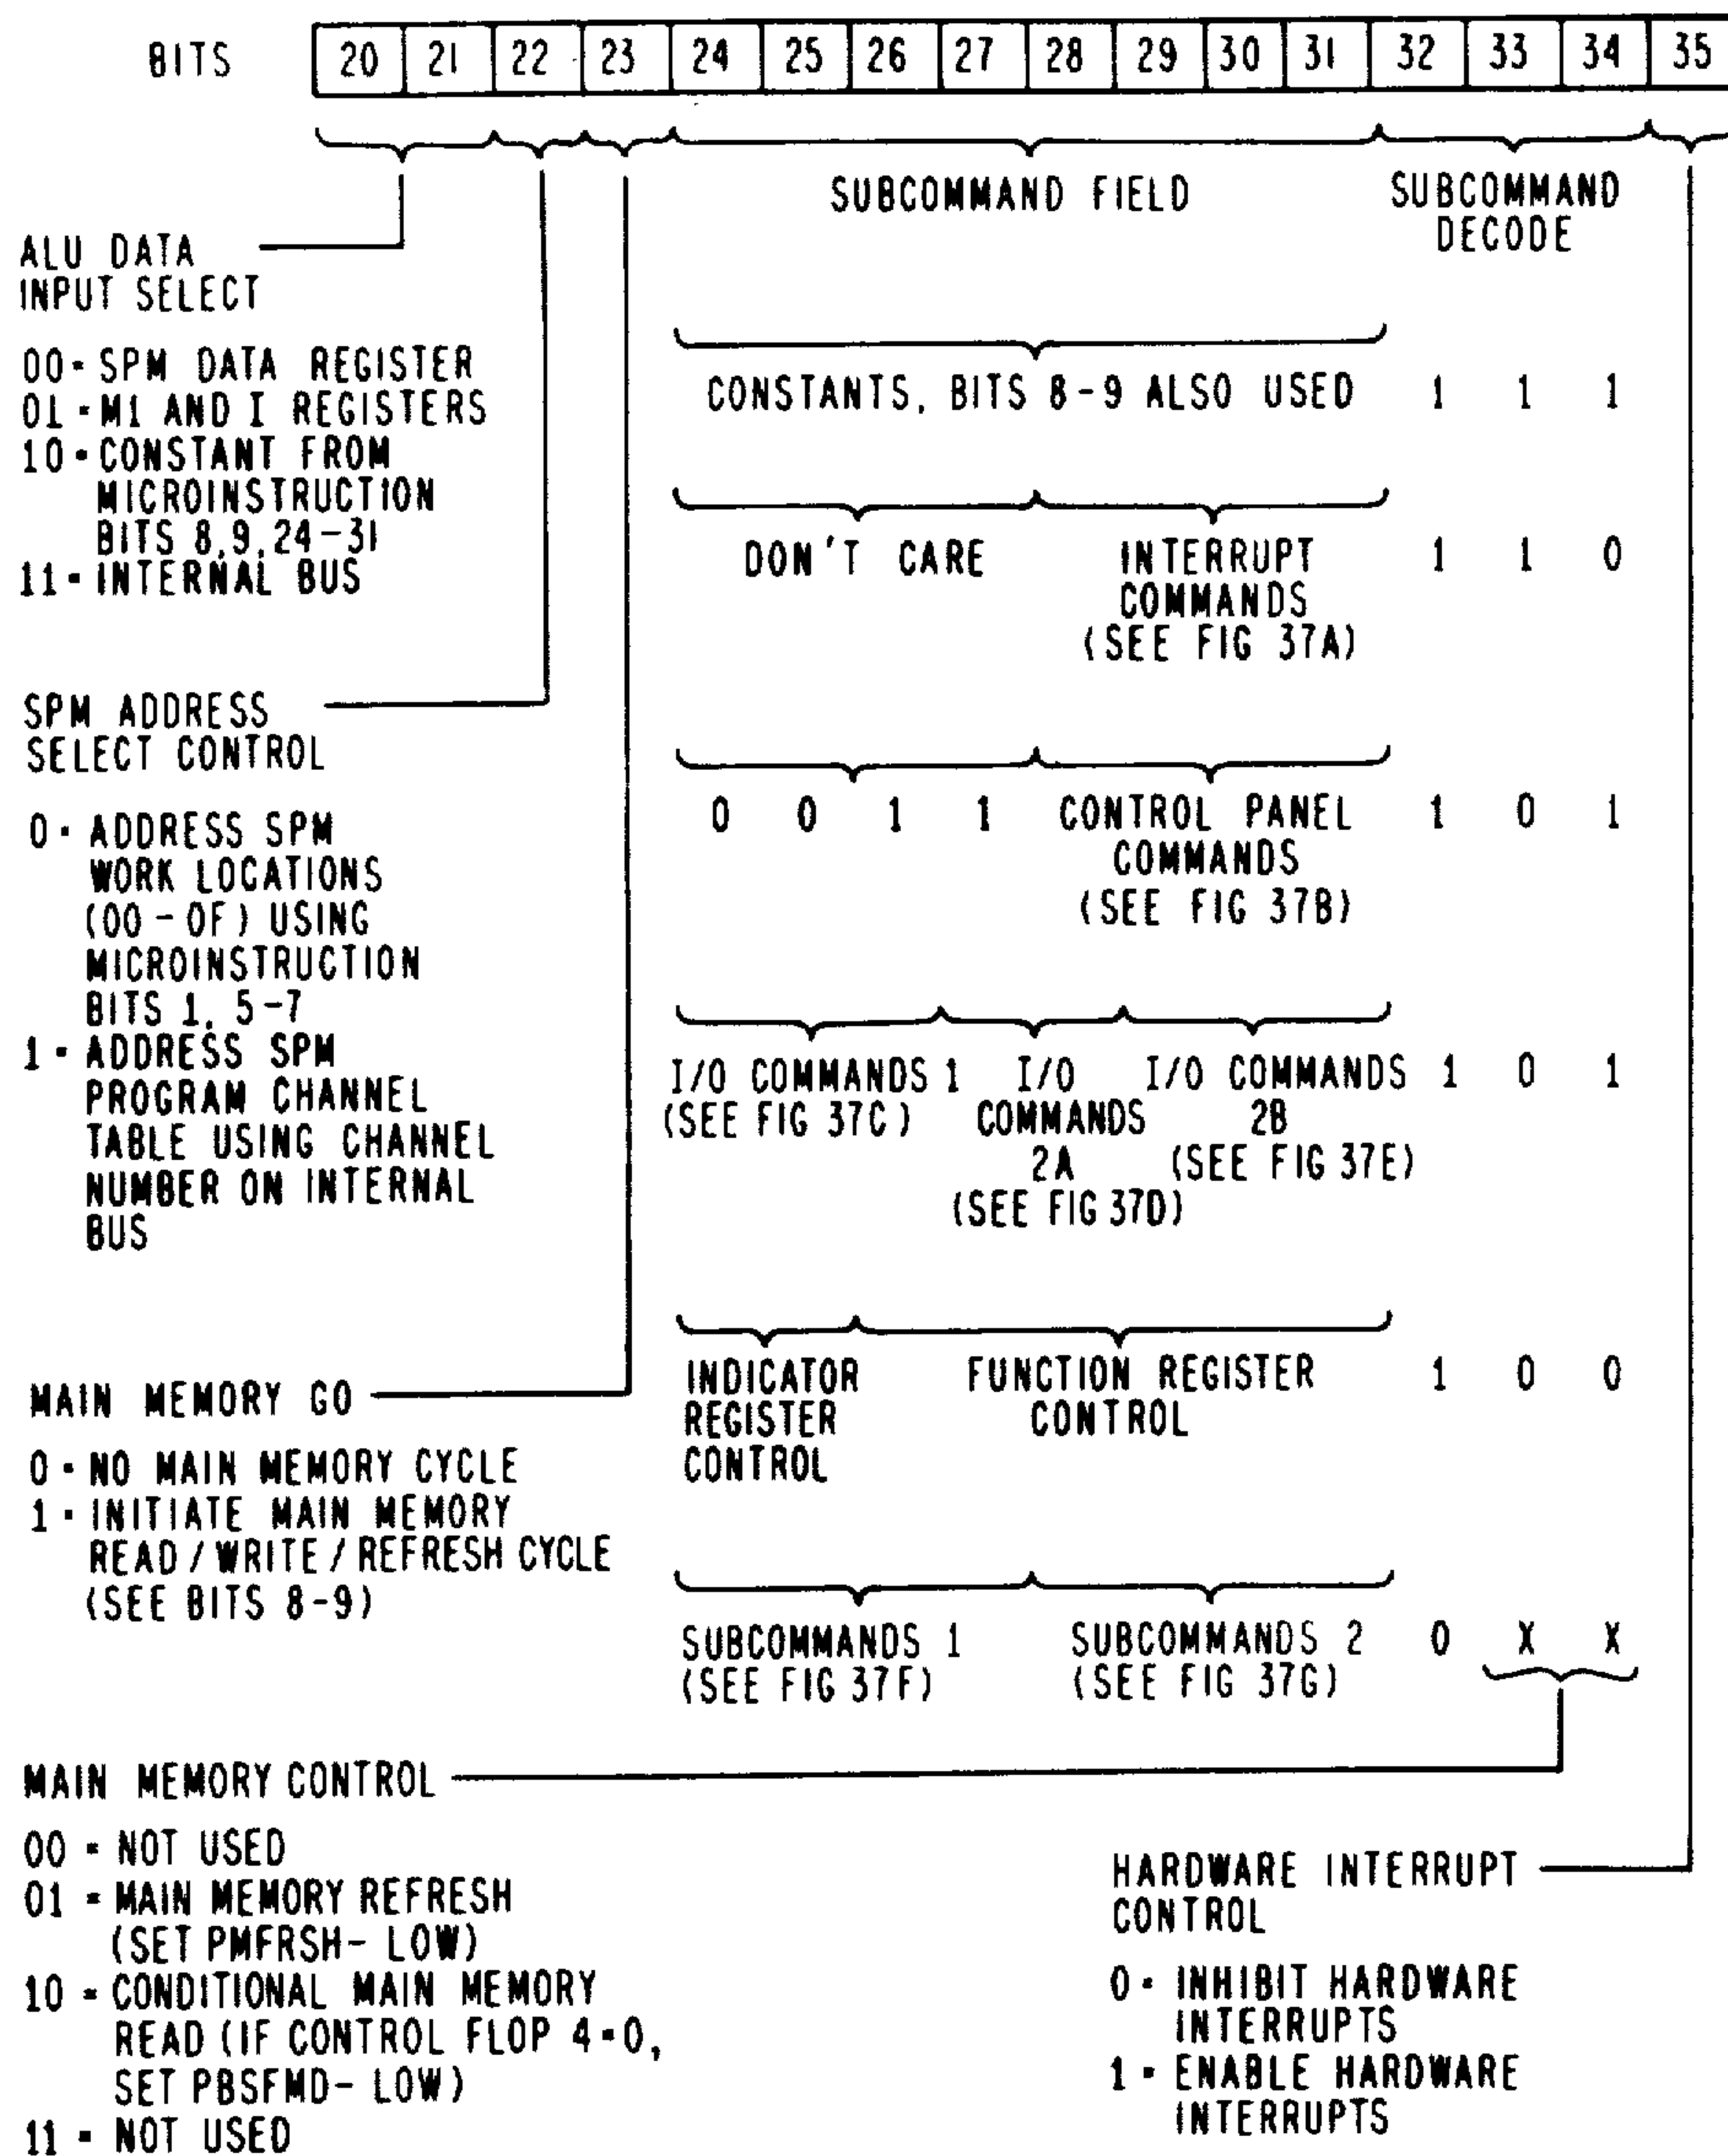 BITS 20 21 22 23 24 25 26 27 28 29 30 31 32 33 34 35
SUBCOMMAND FIELD
SUBCOMMAND
DECODE
ALU DATA
INPUT SELECT
00 - SPM DATA REGISTER
01 - M1 AND I REGISTERS
10 - CONSTANT FROM
MICROINSTRUCTION
BITS 8,9,24-31
11 - INTERNAL BUS
SPM ADDRESS
SELECT CONTROL
0 - ADDRESS SPM
WORK LOCATIONS
(00-0F) USING
MICROINSTRUCTION
BITS 1, 5-7
1 - ADDRESS SPM
PROGRAM CHANNEL
TABLE USING CHANNEL
NUMBER ON INTERNAL
BUS
MAIN MEMORY GO
0 - NO MAIN MEMORY CYCLE
1 - INITIATE MAIN MEMORY
READ / WRITE / REFRESH CYCLE
(SEE BITS 8-9)
CONSTANTS, BITS 8-9 ALSO USED 1 1 1
DON'T CARE
INTERRUPT
COMMANDS
(SEE FIG 37A)
1 1 0
0 0 1 1
CONTROL PANEL
COMMANDS
(SEE FIG 37B)
1 0 1
I/O COMMANDS 1
(SEE FIG 37C)
I/O
COMMANDS
2A
(SEE FIG 37D)
I/O COMMANDS
2B
(SEE FIG 37E)
1 0 1
INDICATOR
REGISTER
CONTROL
FUNCTION REGISTER
CONTROL
1 0 0
SUBCOMMANDS 1
(SEE FIG 37F)
SUBCOMMANDS 2
(SEE FIG 37G)
0 X X
MAIN MEMORY CONTROL
00 = NOT USED
01 = MAIN MEMORY REFRESH
(SET PMFRSH- LOW)
10 = CONDITIONAL MAIN MEMORY
READ (IF CONTROL FLOP 4=0,
SET PBSFMD- LOW)
11 - NOT USED
HARDWARE INTERRUPT
CONTROL
0 - INHIBIT HARDWARE
INTERRUPTS
1 - ENABLE HARDWARE
INTERRUPTS